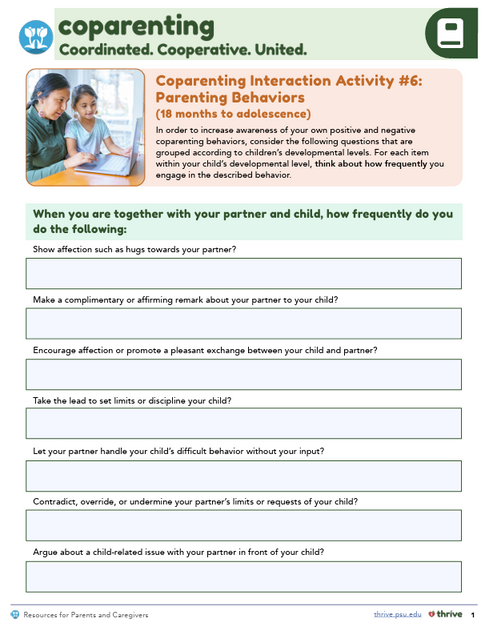 coparenting
Coordinated. Cooperative. United.
Coparenting Interaction Activity #6:
Parenting Behaviors
(18 months to adolescence)
In order to increase awareness of your own positive and negative
coparenting behaviors, consider the following questions that are
grouped according to children's developmental levels. For each item
within your child's developmental level, think about how frequently you
engage in the described behavior.
When you are together with your partner and child, how frequently do you
do the following:
Show affection such as hugs towards your partner?
Make a complimentary or affirming remark about your partner to your child?
Encourage affection or promote a pleasant exchange between your child and partner?
Take the lead to set limits or discipline your child?
Let your partner handle your child's difficult behavior without your input?
Contradict, override, or undermine your partner's limits or requests of your child?
Argue about a child-related issue with your partner in front of your child?
Resources for Parents and Caregivers thrive.psu.edu thrive 1